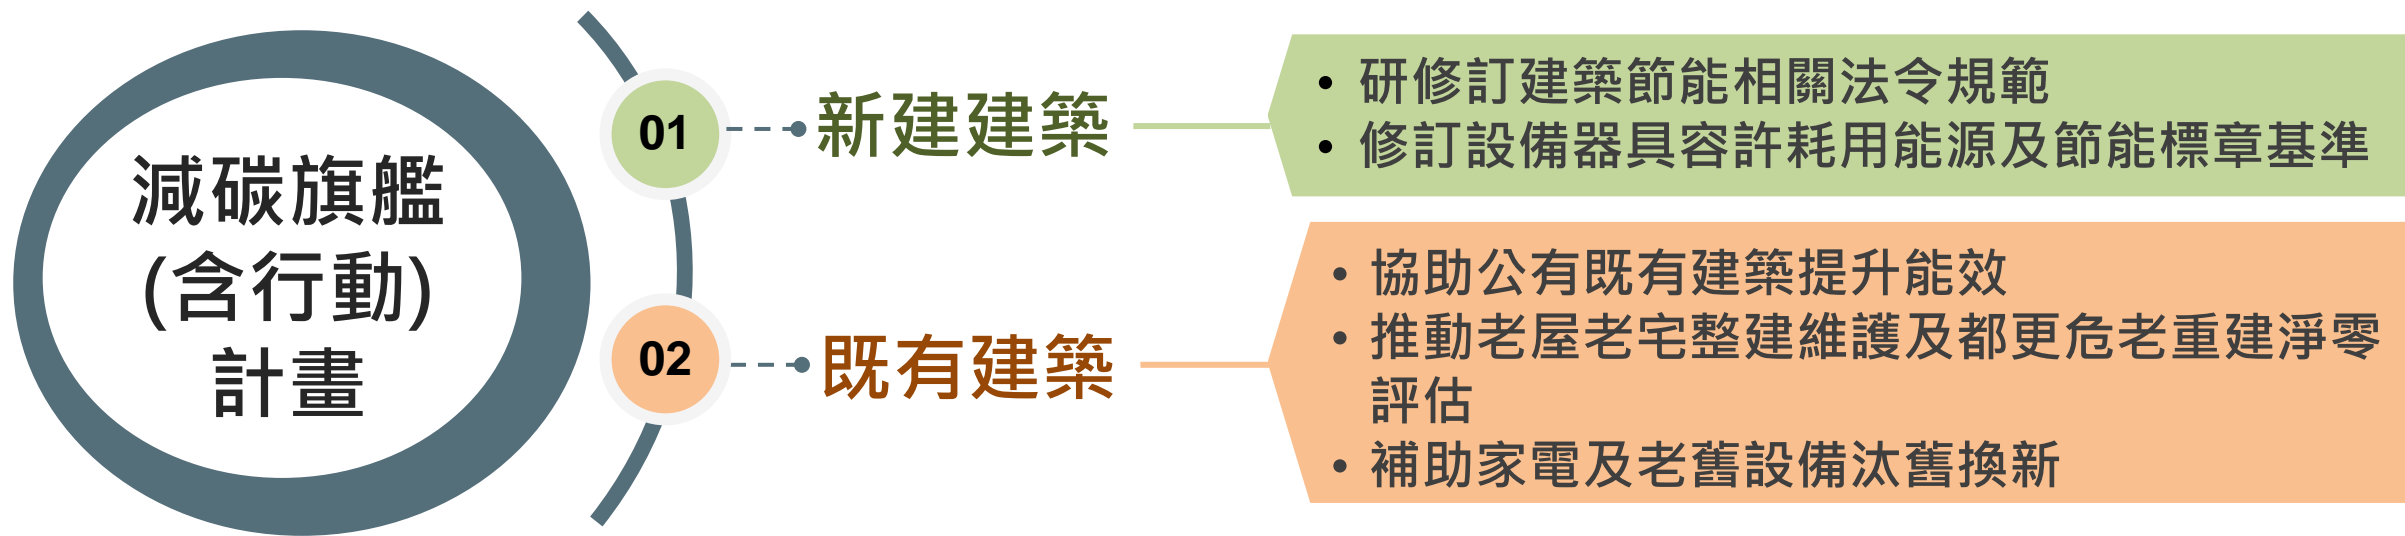 減碳旗艦
(含行動)
計畫
01
新建建築
• 研修訂建築節能相關法令規範
• 修訂設備器具容許耗用能源及節能標章基準
02
既有建築
• 協助公有既有建築提升能效
• 推動老屋老宅整建維護及都更危老重建淨零
評估
• 補助家電及老舊設備汰舊換新